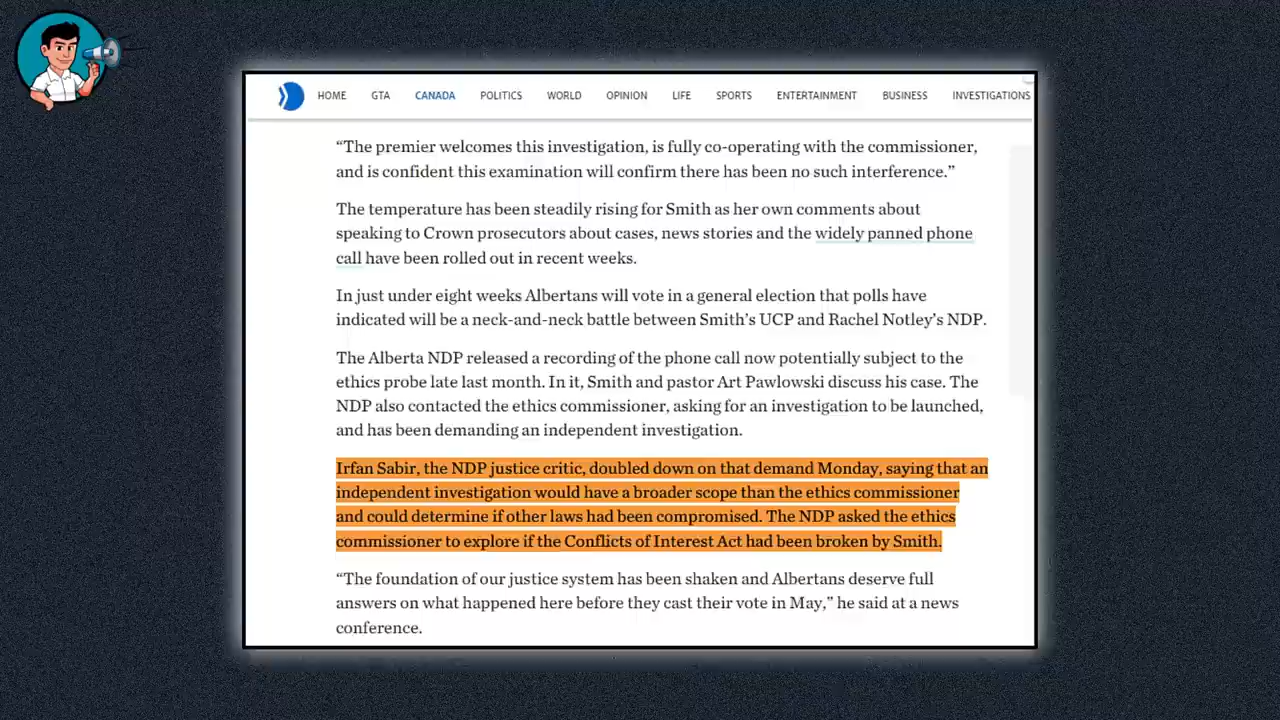 HOME GTA CANADA POLITICS WORLD OPINION LIFE SPORTS ENTERTAINMENT BUSINESS INVESTIGATIONS
“The premier welcomes this investigation, is fully co-operating with the commissioner,
and is confident this examination will confirm there has been no such interference.”
The temperature has been steadily rising for Smith as her own comments about
speaking to Crown prosecutors about cases, news stories and the widely panned phone
call have been rolled out in recent weeks.
In just under eight weeks Albertans will vote in a general election that polls have
indicated will be a neck-and-neck battle between Smith’s UCP and Rachel Notley’s NDP.
The Alberta NDP released a recording of the phone call now potentially subject to the
ethics probe late last month. In it, Smith and pastor Art Pawlowski discuss his case. The
NDP also contacted the ethics commissioner, asking for an investigation to be launched,
and has been demanding an independent investigation.
Irfan Sabir, the NDP justice critic, doubled down on that demand Monday, saying that an
independent investigation would have a broader scope than the ethics commissioner
and could determine if other laws had been compromised. The NDP asked the ethics
commissioner to explore if the Conflicts of Interest Act had been broken by Smith.
“The foundation of our justice system has been shaken and Albertans deserve full
answers on what happened here before they cast their vote in May,” he said at a news
conference.